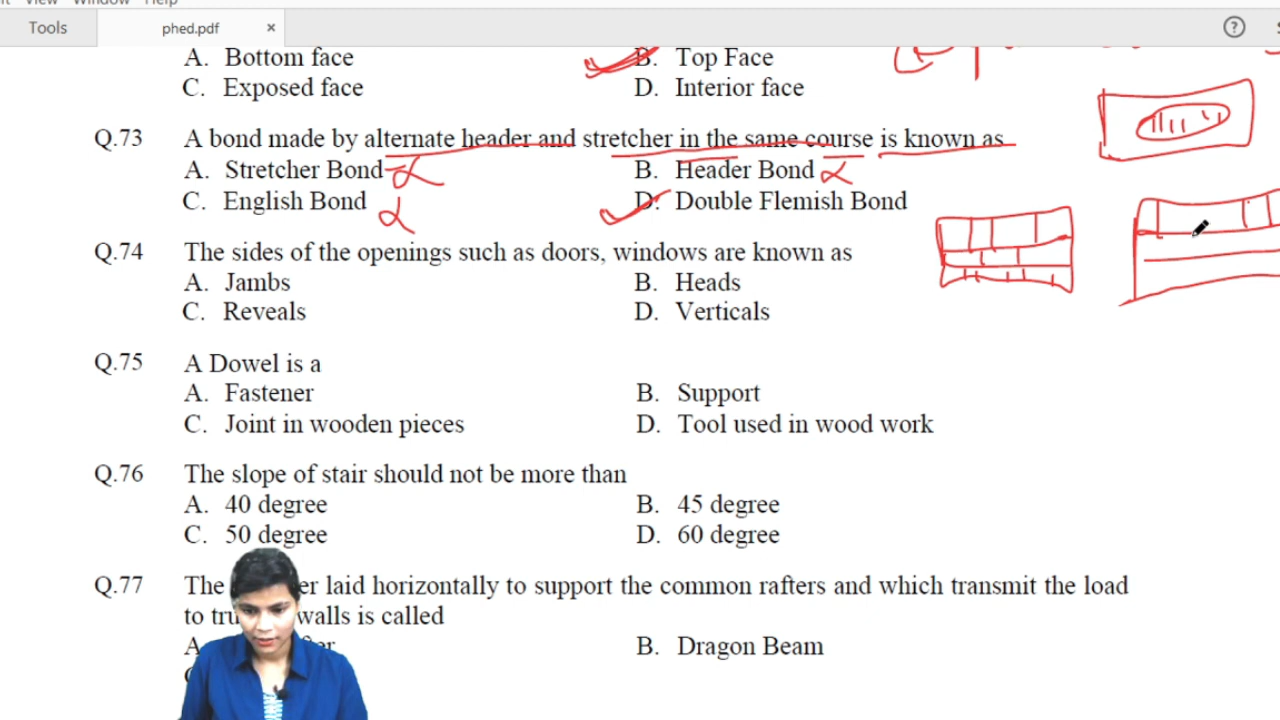 View Window Help
Tools phed.pdf × ?
A. Bottom face B. Top Face
C. Exposed face D. Interior face
Q.73 A bond made by alternate header and stretcher in the same course is known as
A. Stretcher Bond B. Header Bond
C. English Bond D. Double Flemish Bond
Q.74 The sides of the openings such as doors, windows are known as
A. Jambs B. Heads
C. Reveals D. Verticals
Q.75 A Dowel is a
A. Fastener B. Support
C. Joint in wooden pieces D. Tool used in wood work
Q.76 The slope of stair should not be more than
A. 40 degree B. 45 degree
C. 50 degree D. 60 degree
Q.77 The laid horizontally to support the common rafters and which transmit the load
to walls is called
A B. Dragon Beam